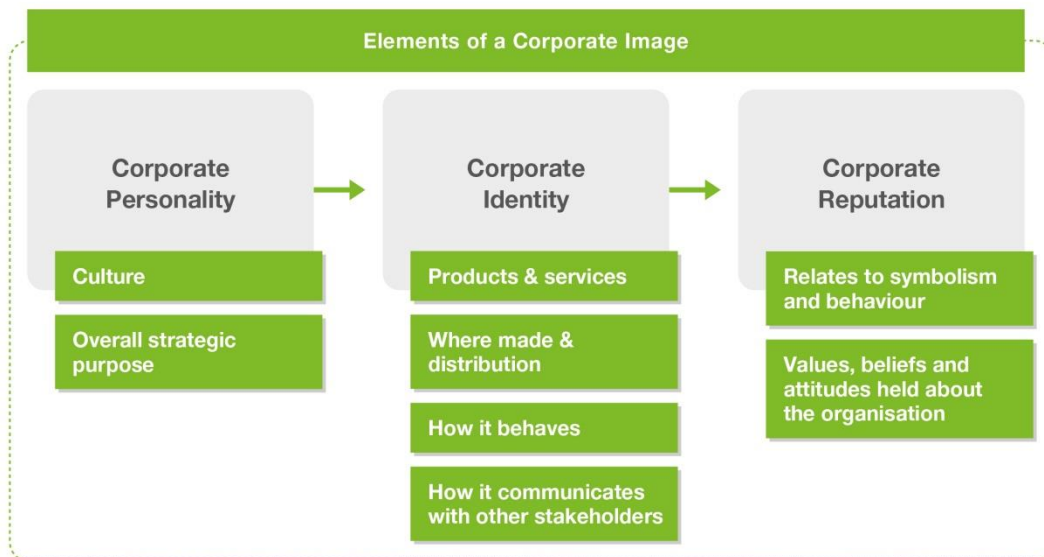 Elements of a Corporate Image
Corporate
Personality
Culture
Overall strategic
purpose
Corporate
Identity
Products & services
Where made &
distribution
How it behaves
How it communicates
with other stakeholders
Corporate
Reputation
Relates to symbolism
and behaviour
Values, beliefs and
attitudes held about
the organisation